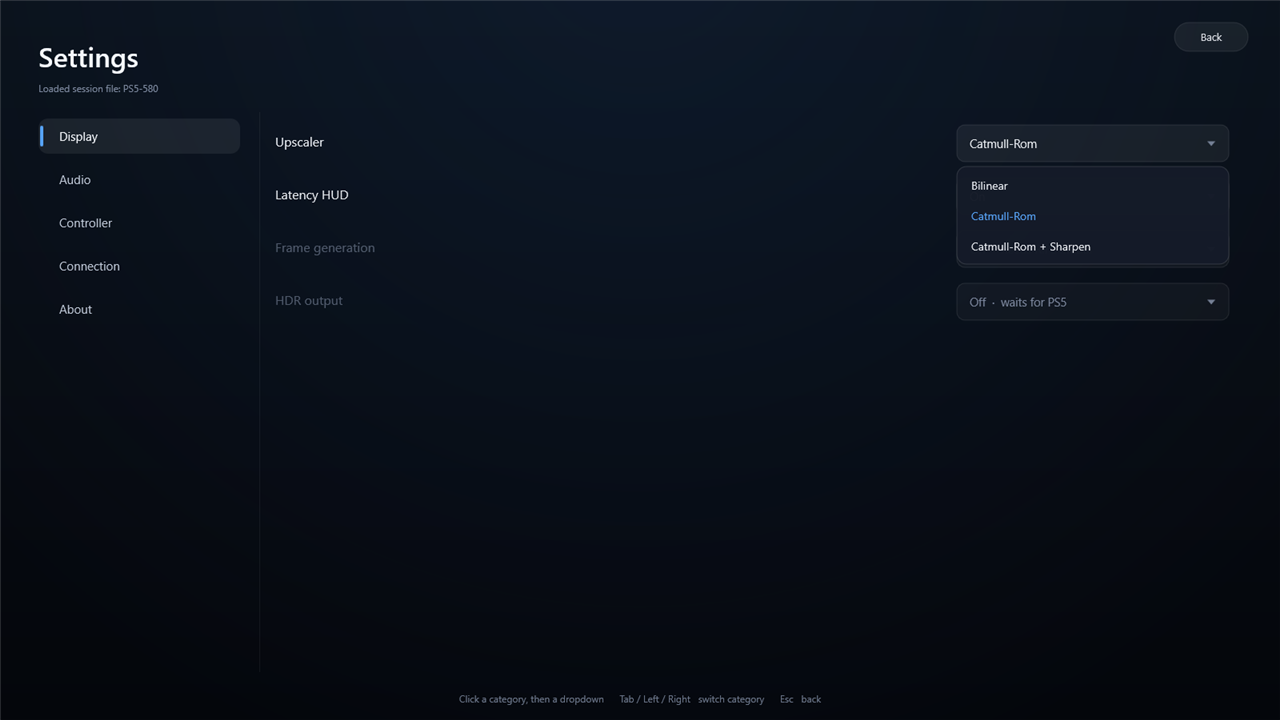 Back
Settings
Loaded session file: PS5-580
Display
Audio
Controller
Connection
About
Upscaler
Catmull-Rom
Bilinear
Catmull-Rom
Catmull-Rom + Sharpen
Latency HUD
Frame generation
HDR output
Off · waits for PS5
Click a category, then a dropdown Tab / Left / Right switch category Esc back